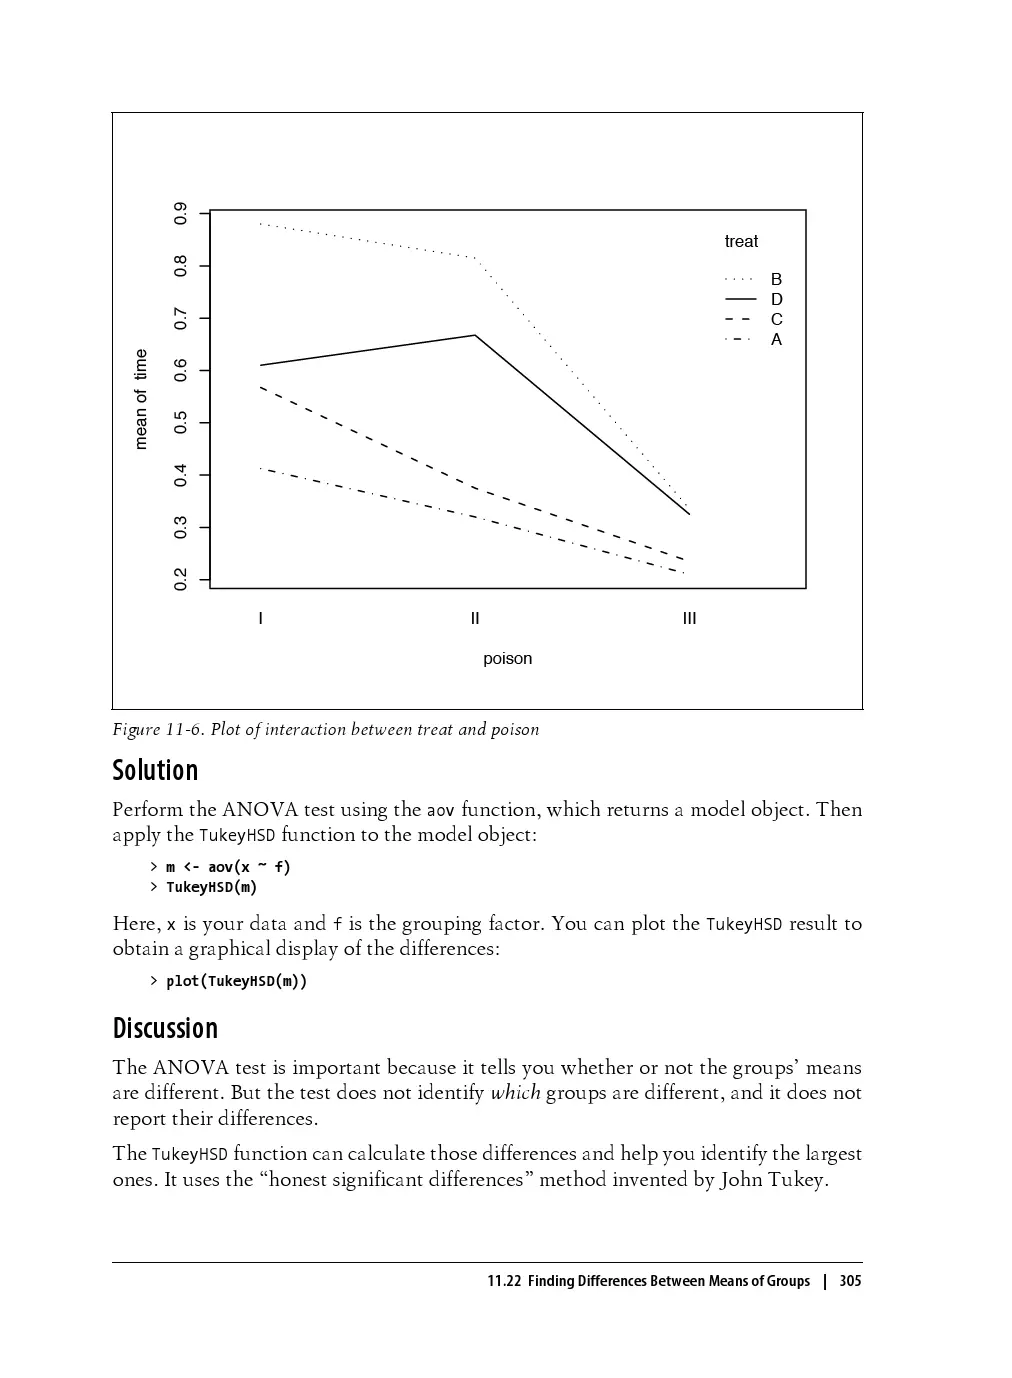 0.9
0.8
0.7
0.6
0.5
0.4
0.3
0.2
mean of time
treat
B
D
C
A
I II III
poison
Figure 11-6. Plot of interaction between treat and poison
Solution
Perform the ANOVA test using the aov function, which returns a model object. Then
apply the TukeyHSD function to the model object:
> m <- aov(x ~ f)
> TukeyHSD(m)
Here, x is your data and f is the grouping factor. You can plot the TukeyHSD result to
obtain a graphical display of the differences:
> plot(TukeyHSD(m))
Discussion
The ANOVA test is important because it tells you whether or not the groups’ means
are different. But the test does not identify which groups are different, and it does not
report their differences.
The TukeyHSD function can calculate those differences and help you identify the largest
ones. It uses the “honest significant differences” method invented by John Tukey.
11.22 Finding Differences Between Means of Groups | 305